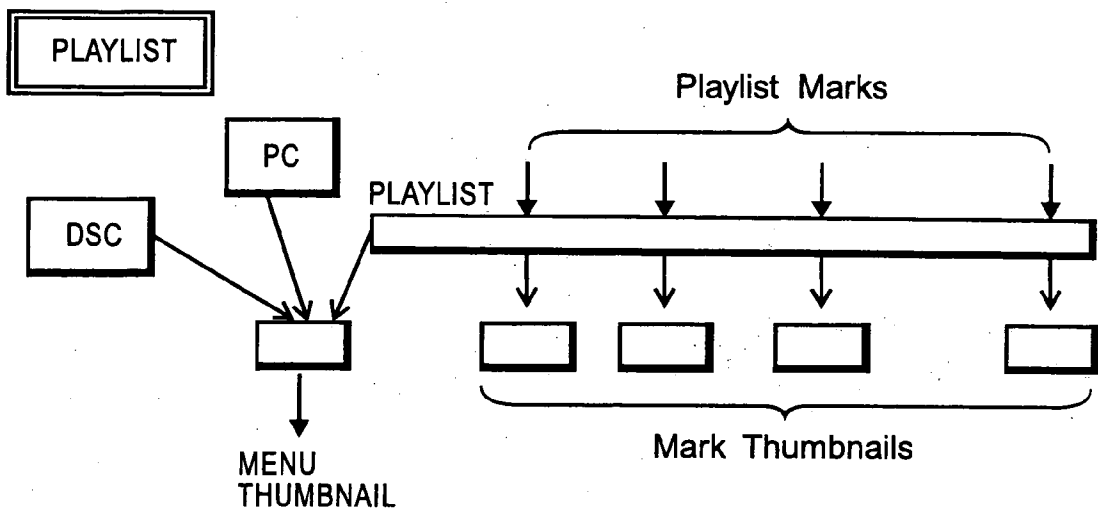 PLAYLIST
Playlist Marks
PC
PLAYLIST
DSC
Mark Thumbnails
MENU
THUMBNAIL